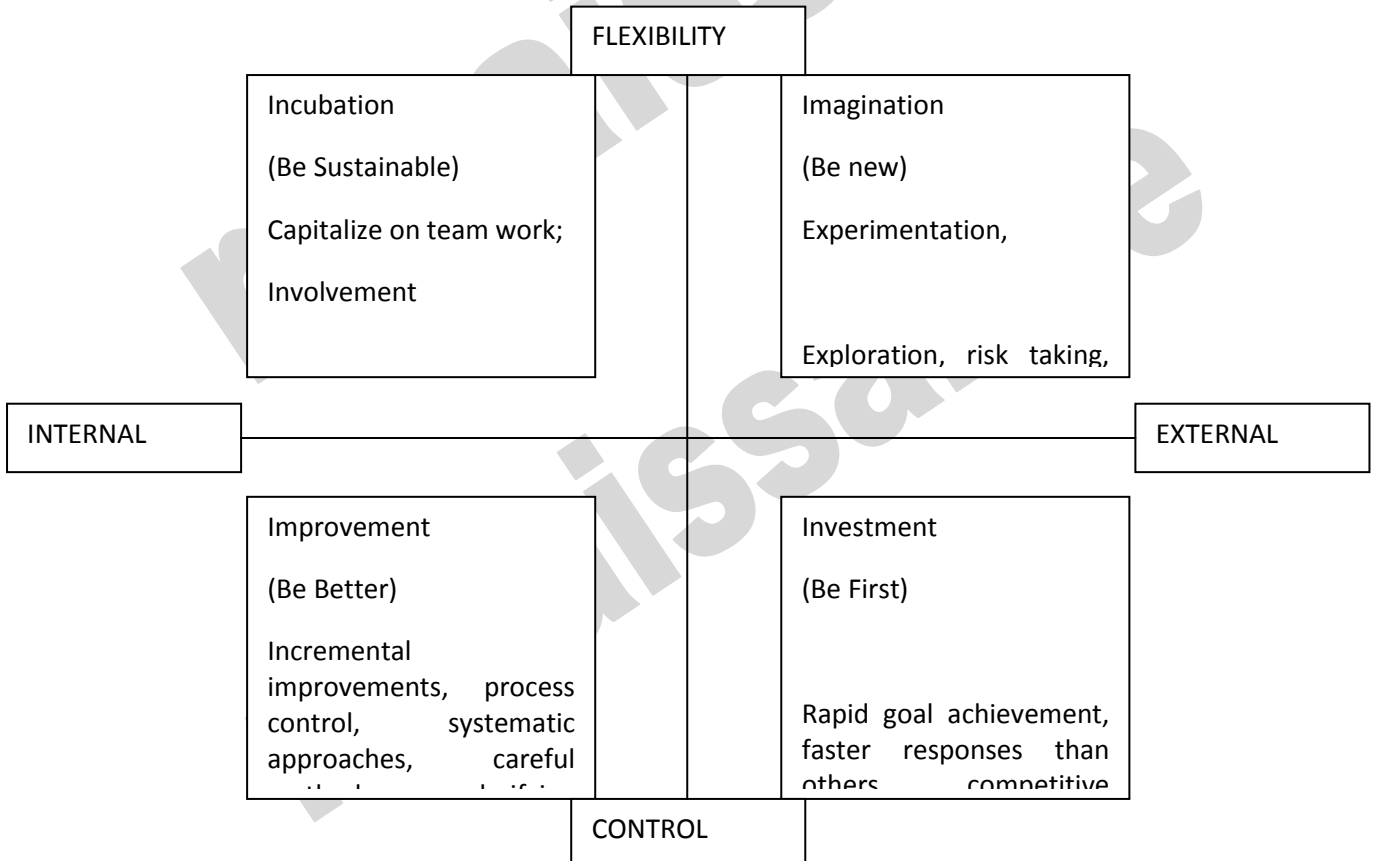 FLEXIBILITY
Incubation
(Be Sustainable)
Capitalize on team work;
Involvement
Imagination
(Be new)
Experimentation,
Exploration, risk taking,
INTERNAL
EXTERNAL
Improvement
(Be Better)
Incremental
improvements, process
control, systematic
approaches, careful
Investment
(Be First)
Rapid goal achievement,
faster responses than
others competitive
CONTROL